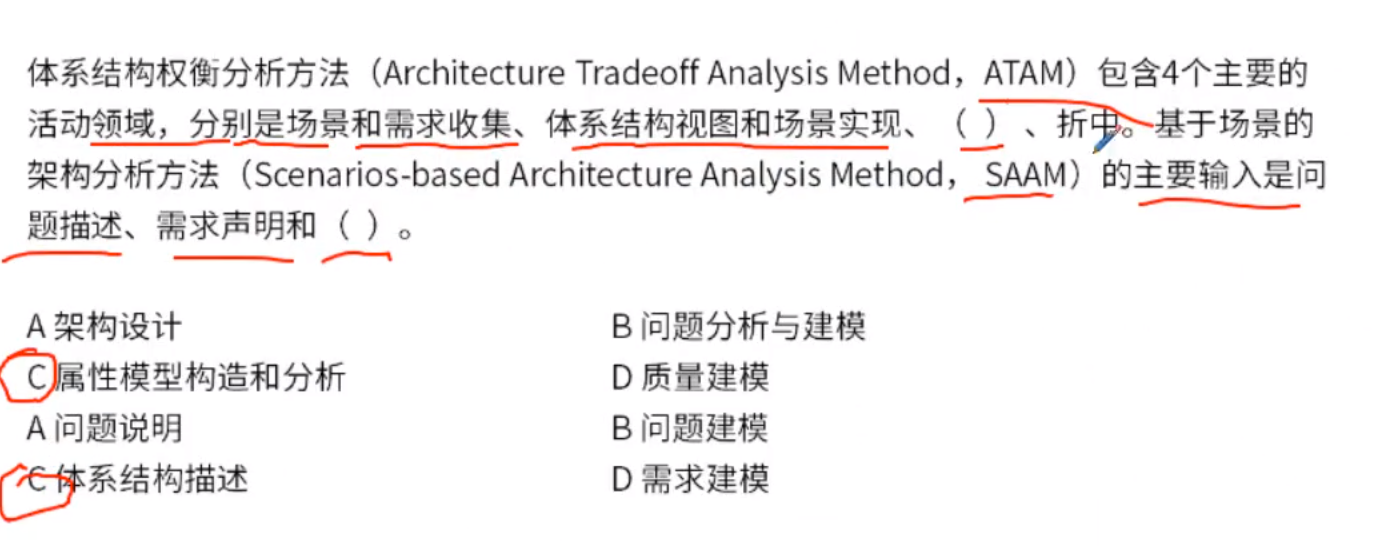 体系结构权衡分析方法（Architecture Tradeoff Analysis Method，ATAM）包含4个主要的
活动领域，分别是场景和需求收集、体系结构视图和场景实现、（ ）、折中。基于场景的
架构分析方法（Scenarios-based Architecture Analysis Method， SAAM）的主要输入是问
题描述、需求声明和（ ）。
A 架构设计 B 问题分析与建模
C 属性模型构造和分析 D 质量建模
A 问题说明 B 问题建模
C 体系结构描述 D 需求建模